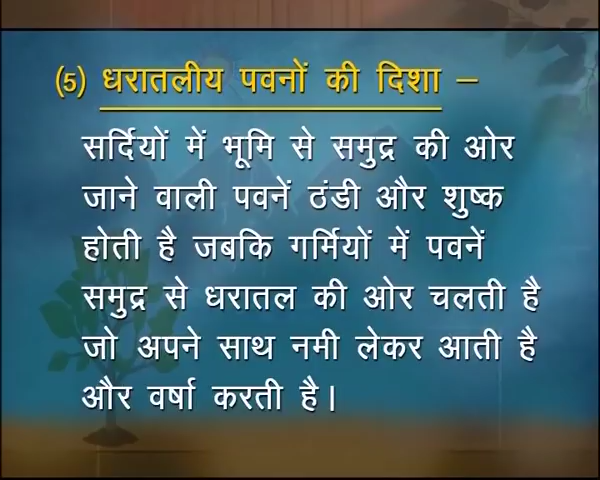 (5) धरातलीय पवनों की दिशा –
सर्दियों में भूमि से समुद्र की ओर
जाने वाली पवनें ठंडी और शुष्क
होती है जबकि गर्मियों में पवनें
समुद्र से धरातल की ओर चलती है
जो अपने साथ नमी लेकर आती है
और वर्षा करती है।